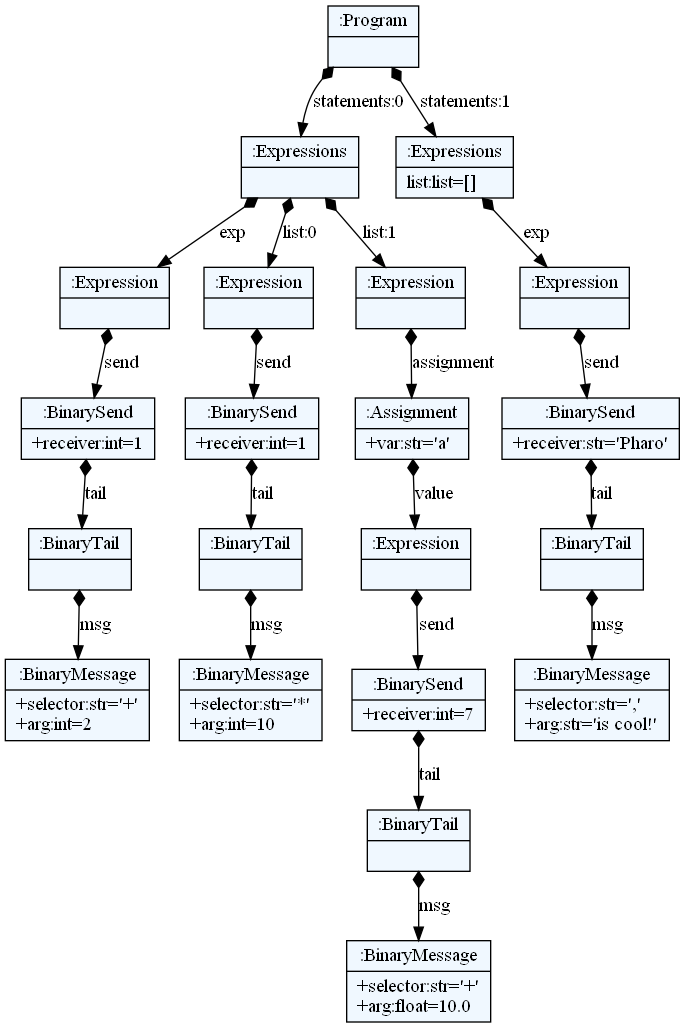 :Program
statements:0
statements:1
:Expressions
:Expressions
list:list=[]
exp
list:0
list:1
exp
:Expression
:Expression
:Expression
:Expression
send
send
assignment
send
:BinarySend
+receiver:int=1
:BinarySend
+receiver:int=1
:Assignment
+var:str='a'
:BinarySend
+receiver:str='Pharo'
tail
tail
value
tail
:BinaryTail
:BinaryTail
:Expression
:BinaryTail
msg
msg
send
msg
:BinaryMessage
+selector:str='+'
+arg:int=2
:BinaryMessage
+selector:str='*'
+arg:int=10
:BinarySend
+receiver:int=7
:BinaryMessage
+selector:str=','
+arg:str='is cool!'
tail
:BinaryTail
msg
:BinaryMessage
+selector:str='+'
+arg:float=10.0